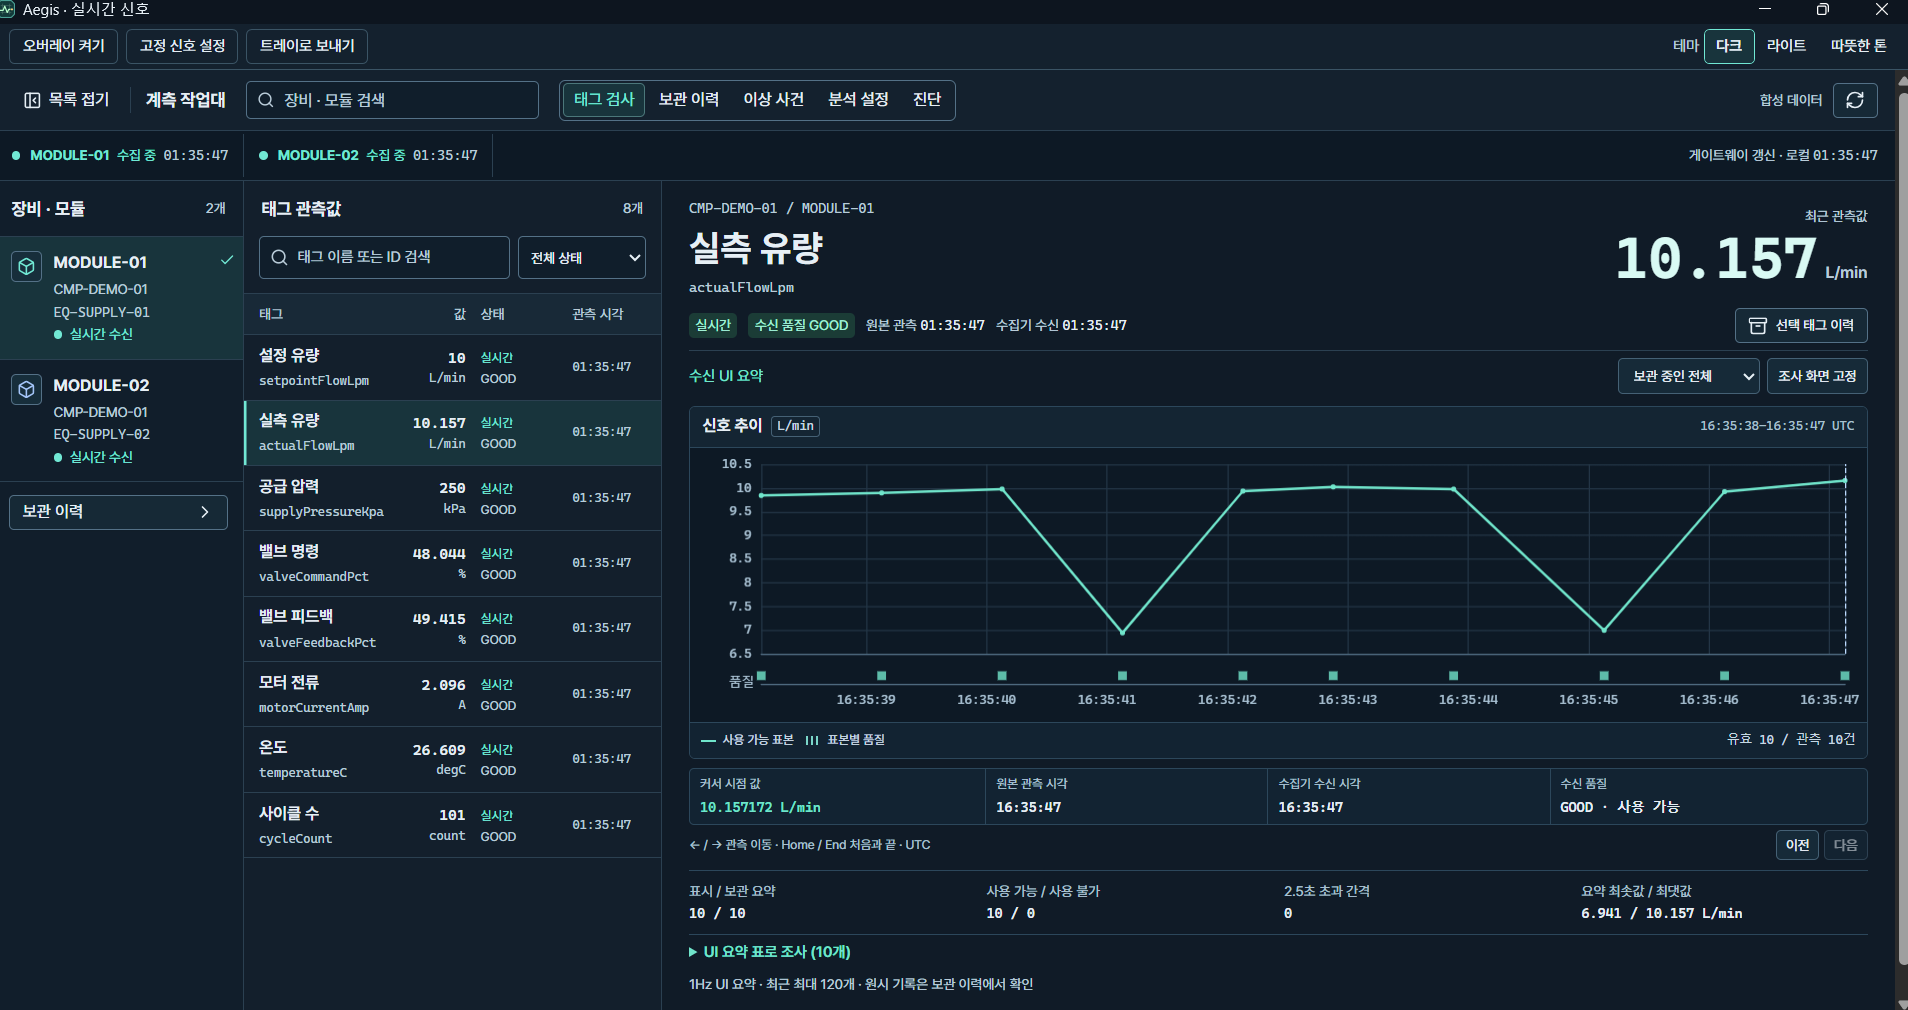 Aegis · 실시간 신호
오버레이 켜기 고정 신호 설정 트레이로 보내기 테마 다크 라이트 따뜻한 톤
목록 접기 계측 작업대 장비 · 모듈 검색 태그 검사 보관 이력 이상 사건 분석 설정 진단 합성 데이터
MODULE-01 수집 중 01:35:47 MODULE-02 수집 중 01:35:47 게이트웨이 갱신 · 로컬 01:35:47
장비 · 모듈 2개
MODULE-01
CMP-DEMO-01
EQ-SUPPLY-01
실시간 수신
MODULE-02
CMP-DEMO-01
EQ-SUPPLY-02
실시간 수신
보관 이력
태그 관측값 8개
태그 이름 또는 ID 검색 전체 상태
태그 값 상태 관측 시각
설정 유량 10 실시간 01:35:47
setpointFlowLpm L/min GOOD
실측 유량 10.157 실시간 01:35:47
actualFlowLpm L/min GOOD
공급 압력 250 실시간 01:35:47
supplyPressureKpa kPa GOOD
밸브 명령 48.044 실시간 01:35:47
valveCommandPct % GOOD
밸브 피드백 49.415 실시간 01:35:47
valveFeedbackPct % GOOD
모터 전류 2.096 실시간 01:35:47
motorCurrentAmp A GOOD
온도 26.609 실시간 01:35:47
temperatureC degC GOOD
사이클 수 101 실시간 01:35:47
cycleCount count GOOD
CMP-DEMO-01 / MODULE-01
실측 유량
actualFlowLpm
최근 관측값
10.157 L/min
실시간 수신 품질 GOOD 원본 관측 01:35:47 수집기 수신 01:35:47 선택 태그 이력
수신 UI 요약 보관 중인 전체 조사 화면 고정
신호 추이 L/min 16:35:38–16:35:47 UTC
10.5
10
9.5
9
8.5
8
7.5
7
6.5
품질
16:35:39 16:35:40 16:35:41 16:35:42 16:35:43 16:35:44 16:35:45 16:35:46 16:35:47
사용 가능 표본 표본별 품질 유효 10 / 관측 10건
커서 시점 값 원본 관측 시각 수집기 수신 시각 수신 품질
10.157172 L/min 16:35:47 16:35:47 GOOD · 사용 가능
← / → 관측 이동 · Home / End 처음과 끝 · UTC 이전 다음
표시 / 보관 요약 사용 가능 / 사용 불가 2.5초 초과 간격 요약 최솟값 / 최댓값
10 / 10 10 / 0 0 6.941 / 10.157 L/min
▶ UI 요약 표로 조사 (10개)
1Hz UI 요약 · 최근 최대 120개 · 원시 기록은 보관 이력에서 확인